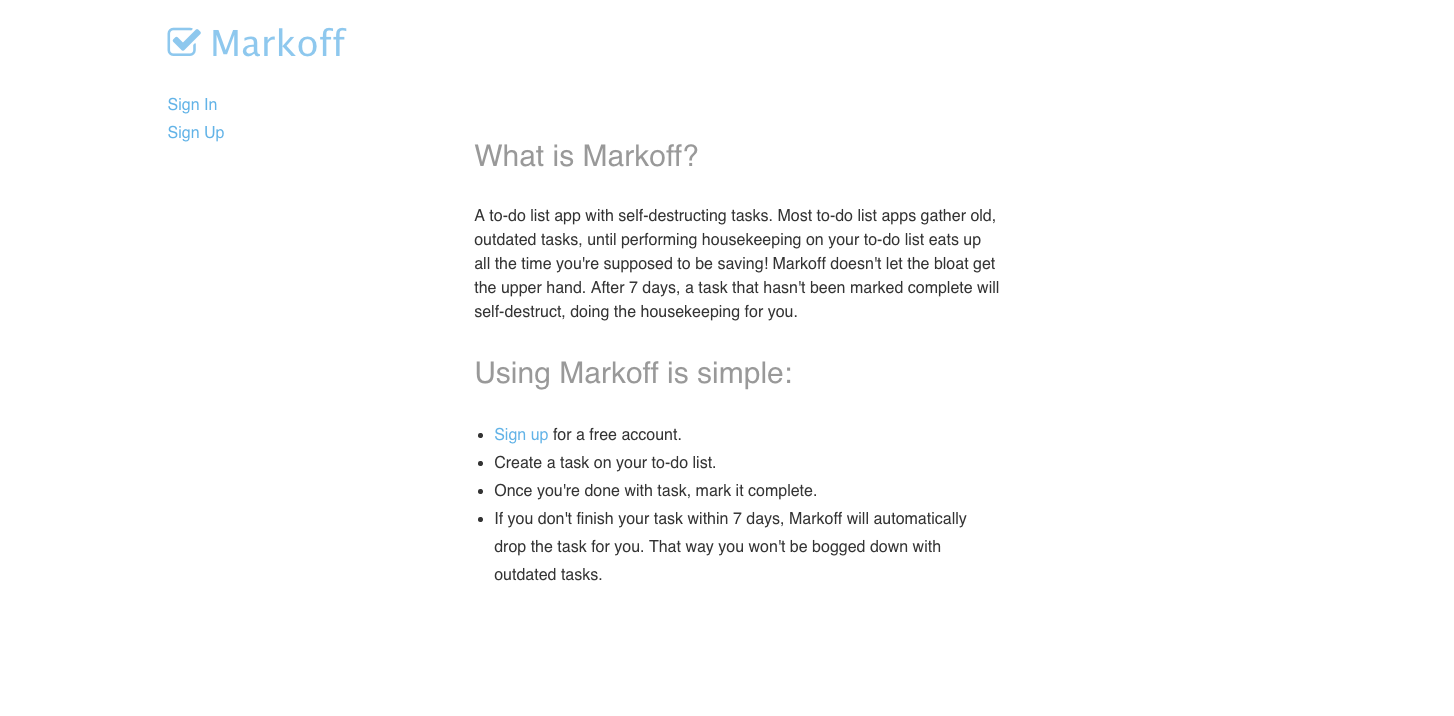 Markoff
Sign In
Sign Up
What is Markoff?
A to-do list app with self-destructing tasks. Most to-do list apps gather old,
outdated tasks, until performing housekeeping on your to-do list eats up
all the time you're supposed to be saving! Markoff doesn't let the bloat get
the upper hand. After 7 days, a task that hasn't been marked complete will
self-destruct, doing the housekeeping for you.
Using Markoff is simple:
Sign up for a free account.
Create a task on your to-do list.
Once you're done with task, mark it complete.
If you don't finish your task within 7 days, Markoff will automatically
drop the task for you. That way you won't be bogged down with
outdated tasks.